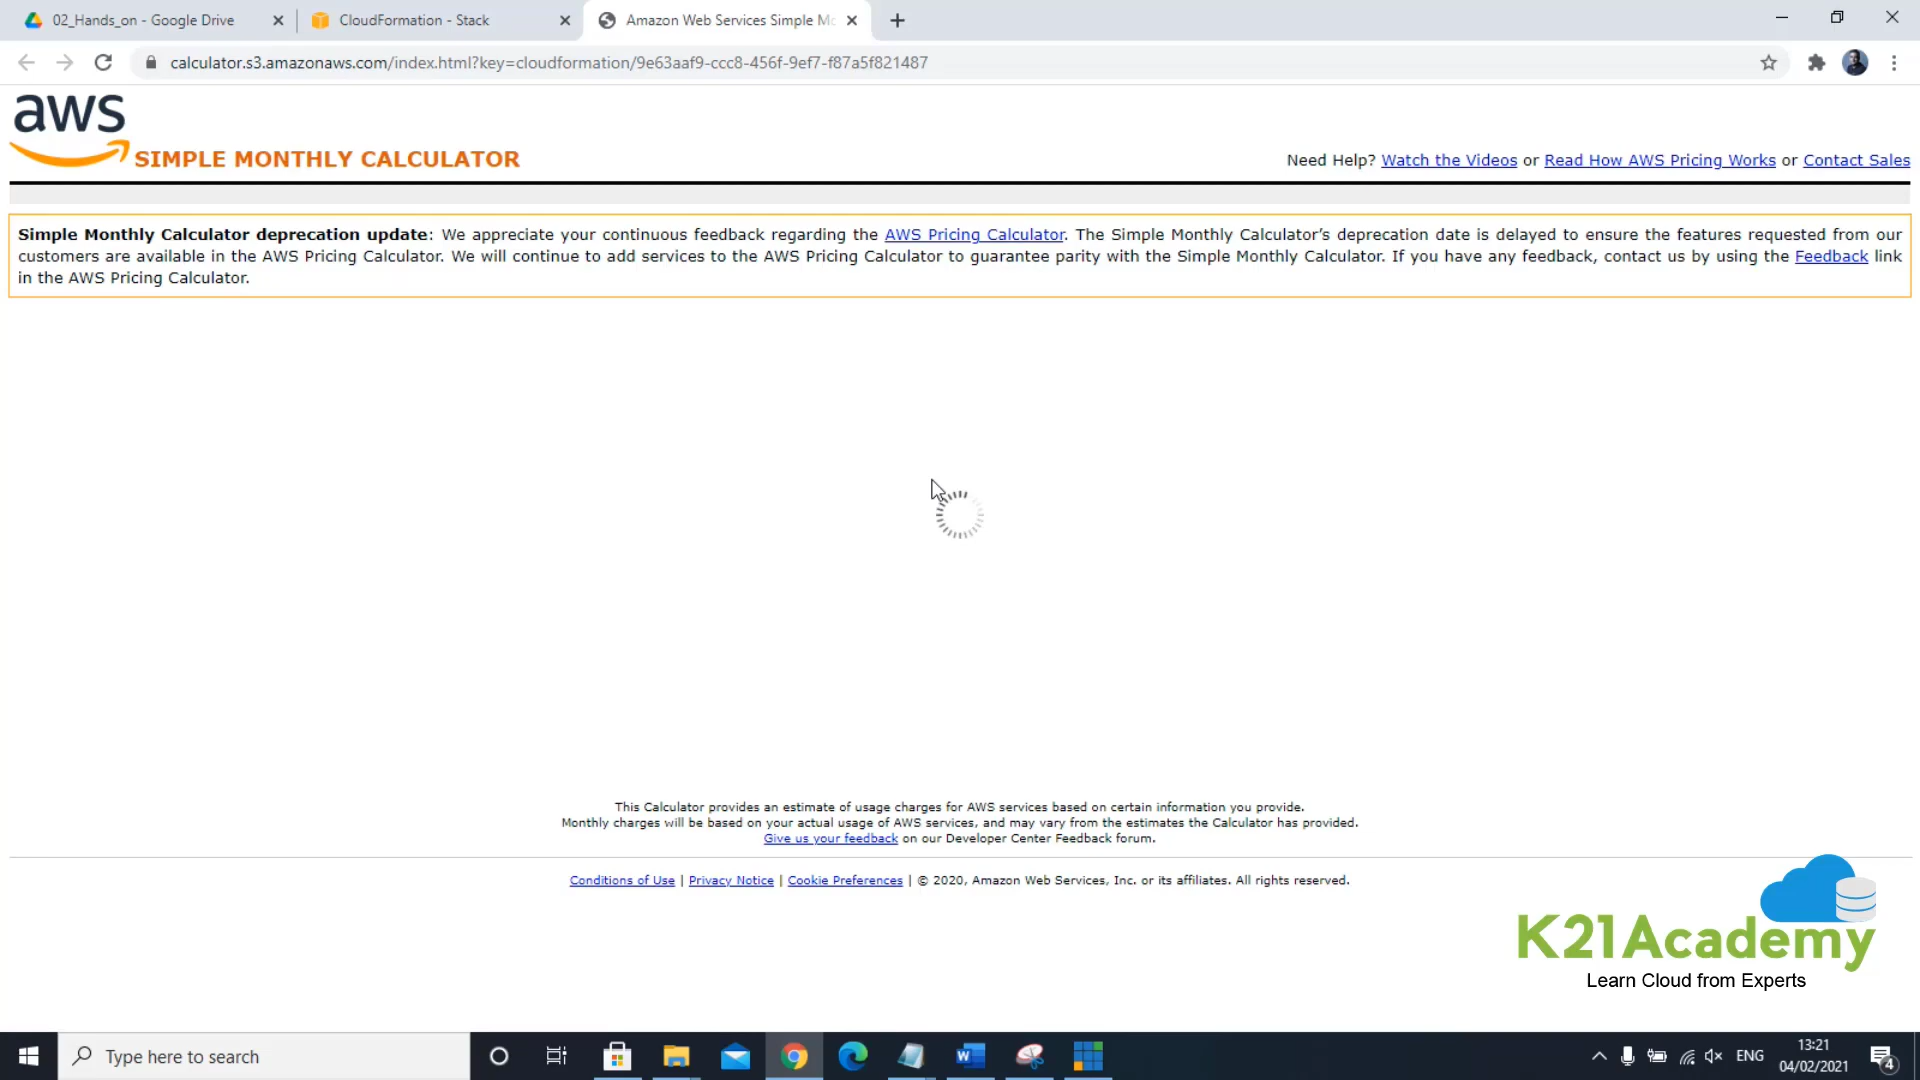 02_Hands_on - Google Drive
CloudFormation - Stack
Amazon Web Services Simple Mo
calculator.s3.amazonaws.com/index.html?key=cloudformation/9e63aaf9-ccc8-456f-9ef7-f87a5f821487
aws
SIMPLE MONTHLY CALCULATOR
Need Help? Watch the Videos or Read How AWS Pricing Works or Contact Sales
Simple Monthly Calculator deprecation update: We appreciate your continuous feedback regarding the AWS Pricing Calculator. The Simple Monthly Calculator’s deprecation date is delayed to ensure the features requested from our
customers are available in the AWS Pricing Calculator. We will continue to add services to the AWS Pricing Calculator to guarantee parity with the Simple Monthly Calculator. If you have any feedback, contact us by using the Feedback link
in the AWS Pricing Calculator.
This Calculator provides an estimate of usage charges for AWS services based on certain information you provide.
Monthly charges will be based on your actual usage of AWS services, and may vary from the estimates the Calculator has provided.
Give us your feedback on our Developer Center Feedback forum.
Conditions of Use | Privacy Notice | Cookie Preferences | © 2020, Amazon Web Services, Inc. or its affiliates. All rights reserved.
K21Academy
Learn Cloud from Experts
Type here to search
W
ENG
13:21
04/02/2021
4